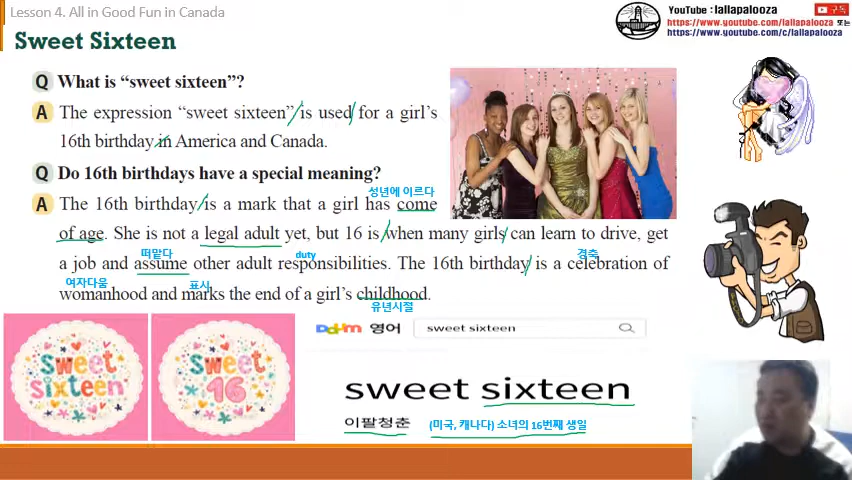 Lesson 4. All in Good Fun in Canada
YouTube : lallapalooza
구독
https://www.youtube.com/lallapalooza 또는
https://www.youtube.com/c/lallapalooza
Sweet Sixteen
Q What is “sweet sixteen”?
A The expression “sweet sixteen” is used for a girl’s
16th birthday in America and Canada.
Q Do 16th birthdays have a special meaning?
성년에 이르다
A The 16th birthday is a mark that a girl has come
of age. She is not a legal adult yet, but 16 is when many girls can learn to drive, get
떠맡다 duty 경축
a job and assume other adult responsibilities. The 16th birthday is a celebration of
여자다움 표시
womanhood and marks the end of a girl’s childhood.
유년시절
sweet sixteen
sweet 16
Daum 영어 sweet sixteen
sweet sixteen
이팔청춘 (미국, 캐나다) 소녀의 16번째 생일